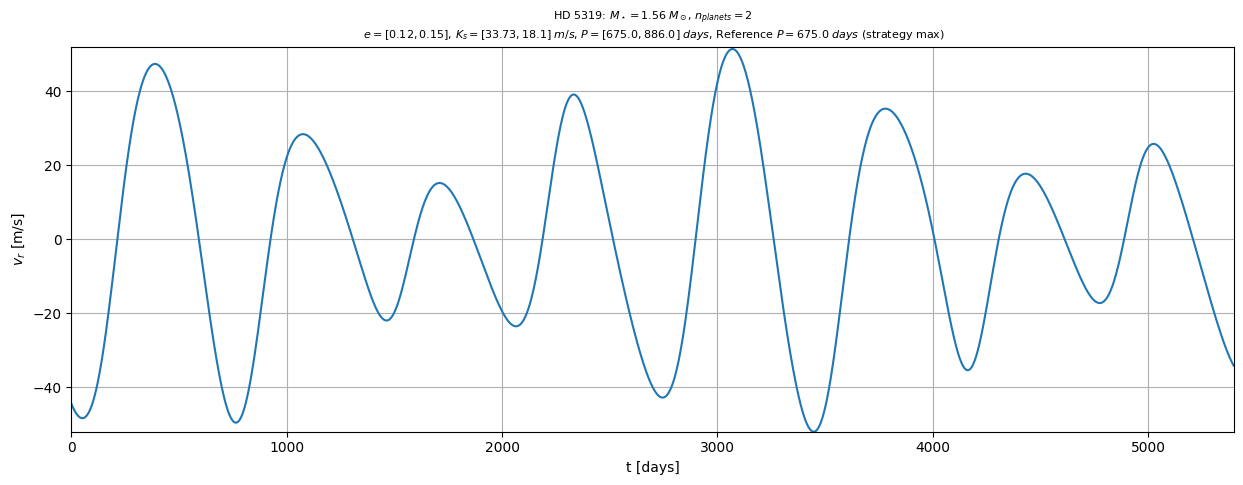 HD 5319: M⋆ = 1.56 M⊙, nplanets = 2
e = [0.12, 0.15], Ks = [33.73, 18.1] m/s, P = [675.0, 886.0] days, Reference P = 675.0 days (strategy max)
40
20
0
−20
−40
vr [m/s]
0 1000 2000 3000 4000 5000
t [days]